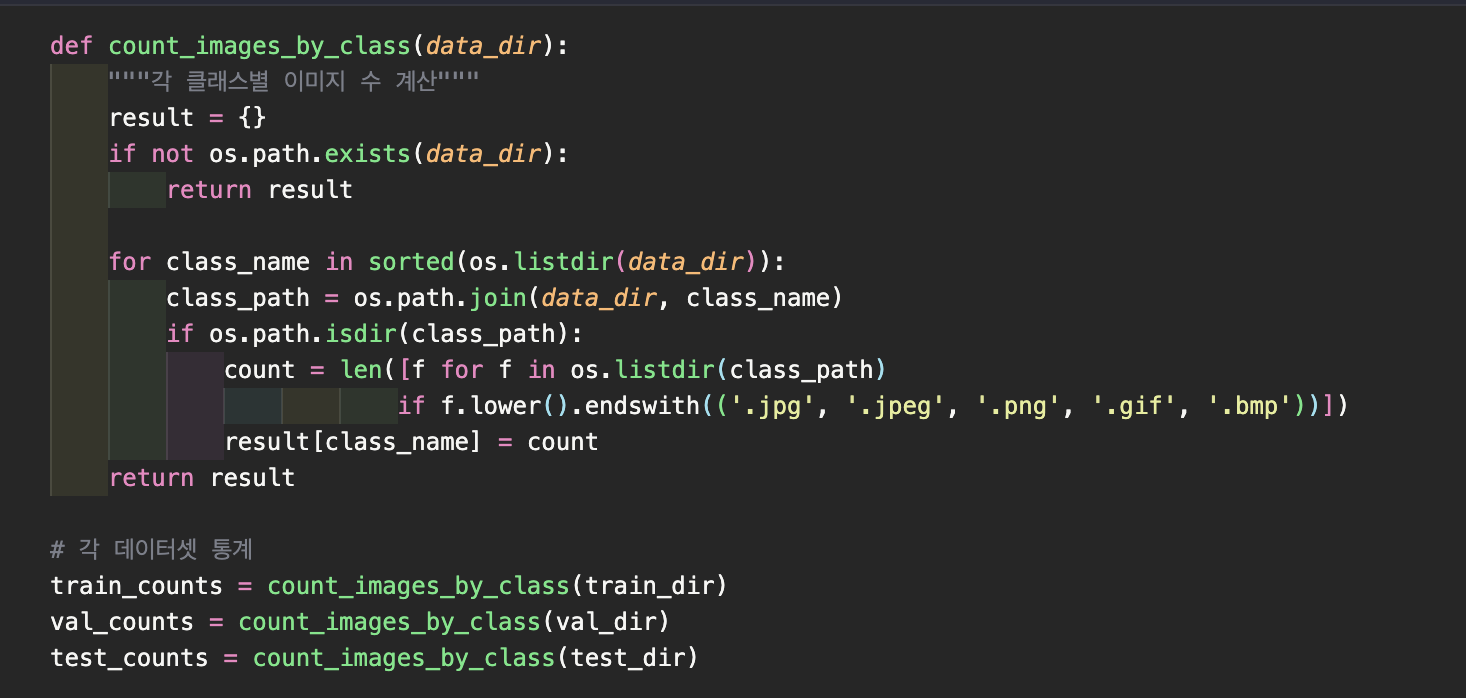 def count_images_by_class(data_dir):
    """각 클래스별 이미지 수 계산"""
    result = {}
    if not os.path.exists(data_dir):
        return result

    for class_name in sorted(os.listdir(data_dir)):
        class_path = os.path.join(data_dir, class_name)
        if os.path.isdir(class_path):
            count = len([f for f in os.listdir(class_path)
                        if f.lower().endswith(('.jpg', '.jpeg', '.png', '.gif', '.bmp'))])
            result[class_name] = count
    return result

# 각 데이터셋 통계
train_counts = count_images_by_class(train_dir)
val_counts = count_images_by_class(val_dir)
test_counts = count_images_by_class(test_dir)